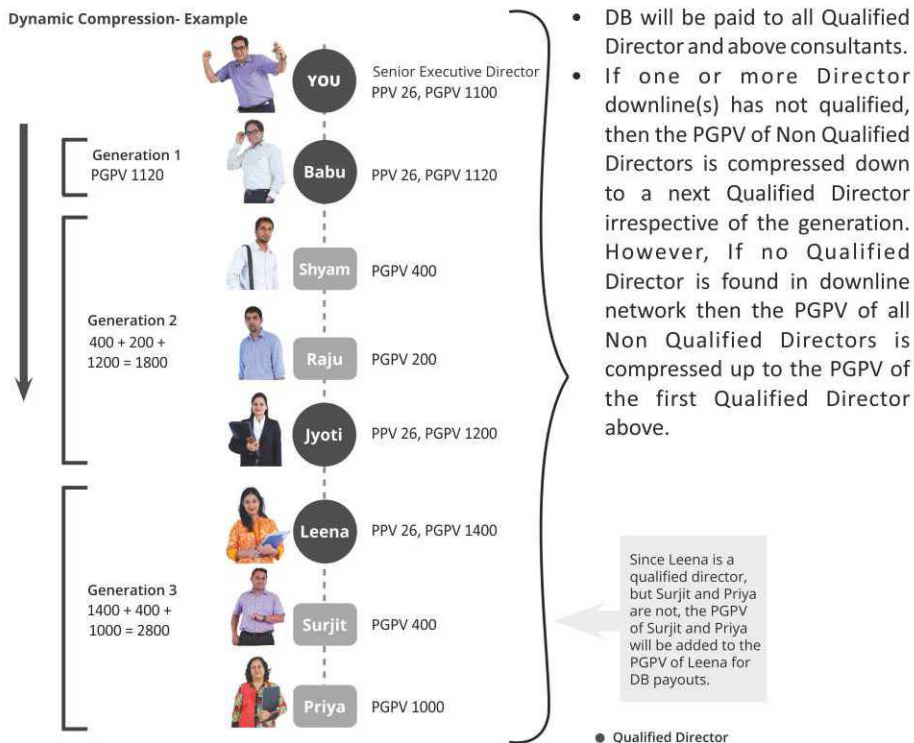 Dynamic Compression- Example
YOU
Senior Executive Director
PPV 26, PGPV 1100
Generation 1
PGPV 1120
Babu
PPV 26, PGPV 1120
Generation 2
400 + 200 +
1200 = 1800
Shyam
PGPV 400
Raju
PGPV 200
Jyoti
PPV 26, PGPV 1200
Generation 3
1400 + 400 +
1000 = 2800
Leena
PPV 26, PGPV 1400
Surjit
PGPV 400
Priya
PGPV 1000
• DB will be paid to all Qualified
Director and above consultants.
• If one or more Director
downline(s) has not qualified,
then the PGPV of Non Qualified
Directors is compressed down
to a next Qualified Director
irrespective of the generation.
However, If no Qualified
Director is found in downline
network then the PGPV of all
Non Qualified Directors is
compressed up to the PGPV of
the first Qualified Director
above.
Since Leena is a
qualified director,
but Surjit and Priya
are not, the PGPV
of Surjit and Priya
will be added to the
PGPV of Leena for
DB payouts.
● Qualified Director